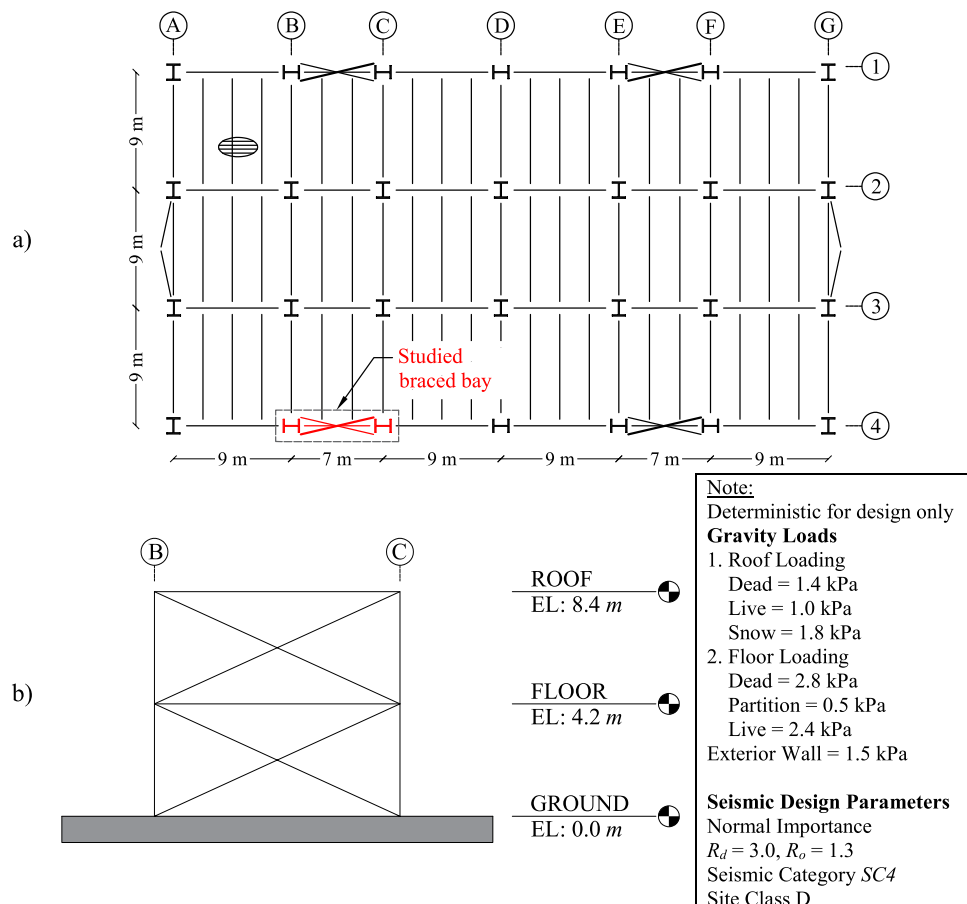 A B C D E F G
1
9 m
2
a)
9 m
3
Studied
braced bay
9 m
4
9 m 7 m 9 m 9 m 7 m 9 m
B C
ROOF
EL: 8.4 m
b)
FLOOR
EL: 4.2 m
GROUND
EL: 0.0 m
Note:
Deterministic for design only
Gravity Loads
1. Roof Loading
Dead = 1.4 kPa
Live = 1.0 kPa
Snow = 1.8 kPa
2. Floor Loading
Dead = 2.8 kPa
Partition = 0.5 kPa
Live = 2.4 kPa
Exterior Wall = 1.5 kPa
Seismic Design Parameters
Normal Importance
Rd = 3.0, Ro = 1.3
Seismic Category SC4
Site Class D